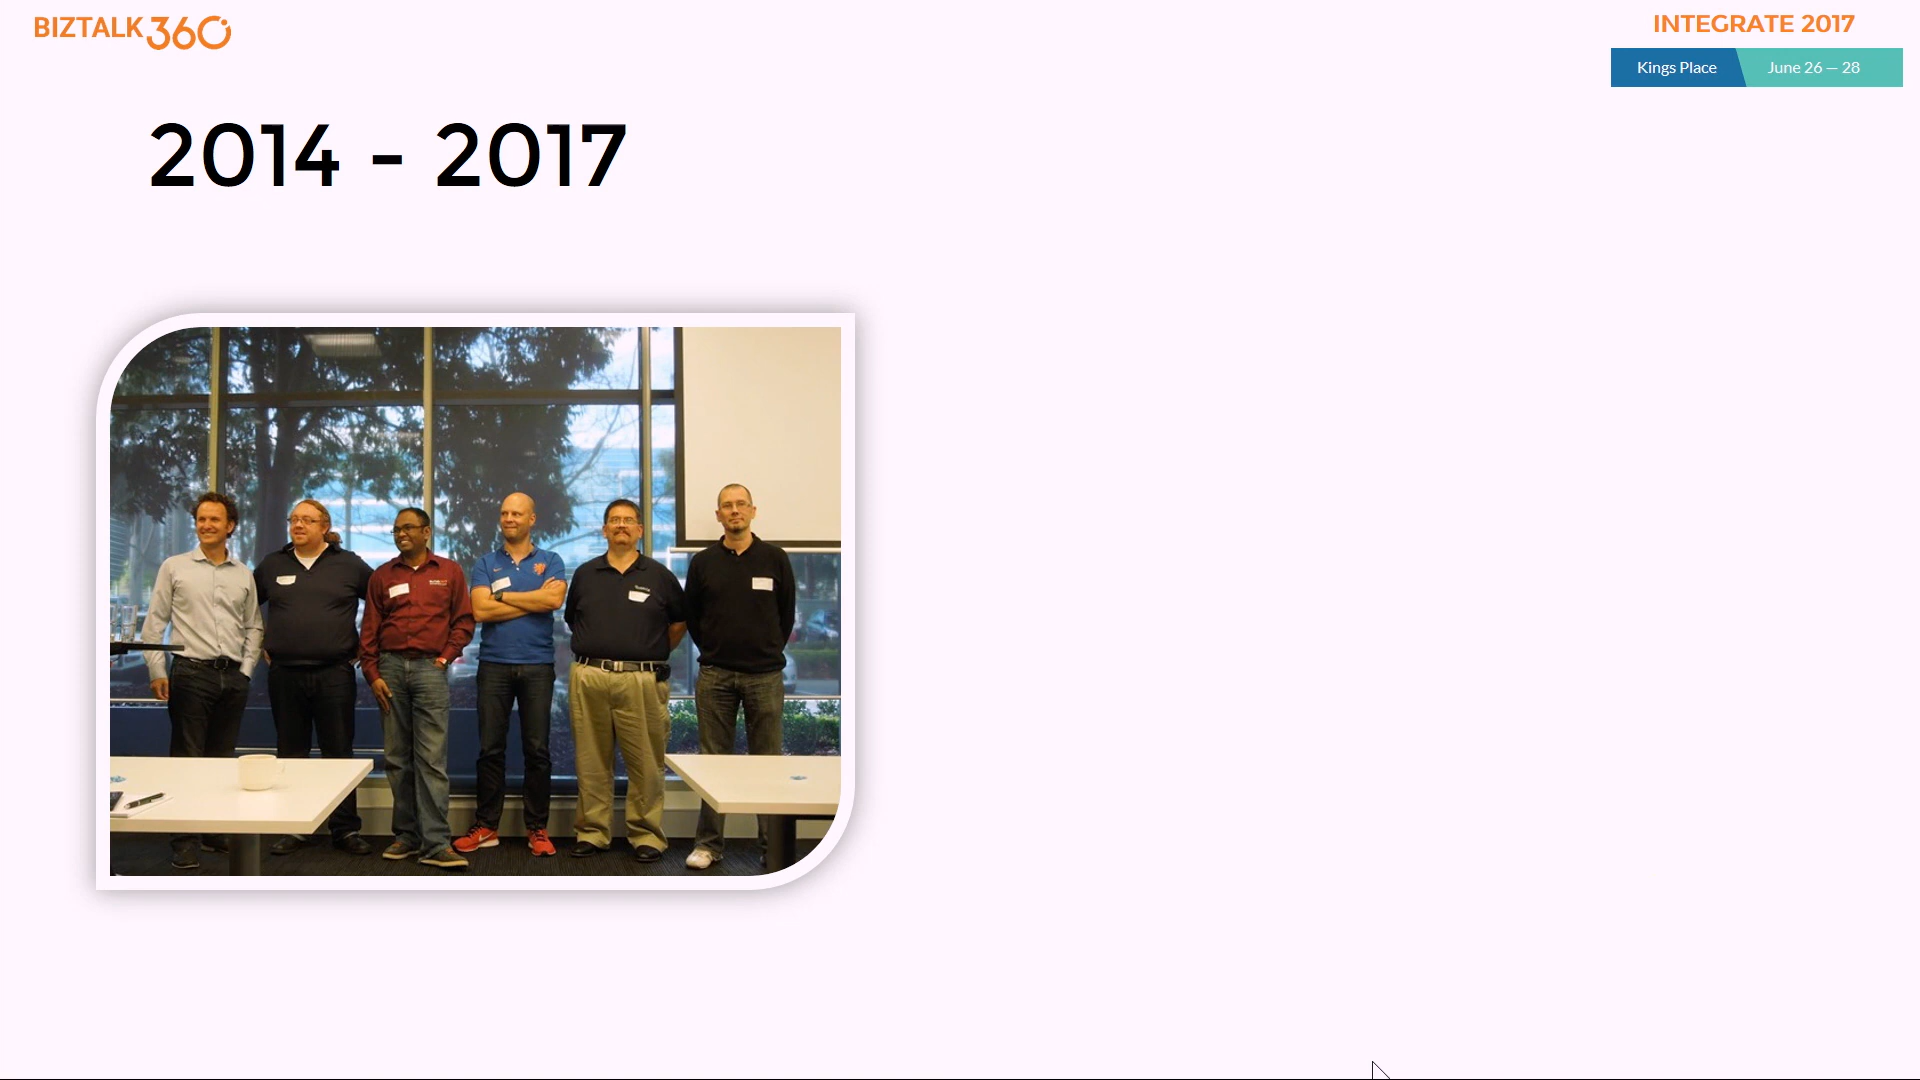 BIZTALK360
INTEGRATE 2017
Kings Place
June 26 — 28
2014 - 2017